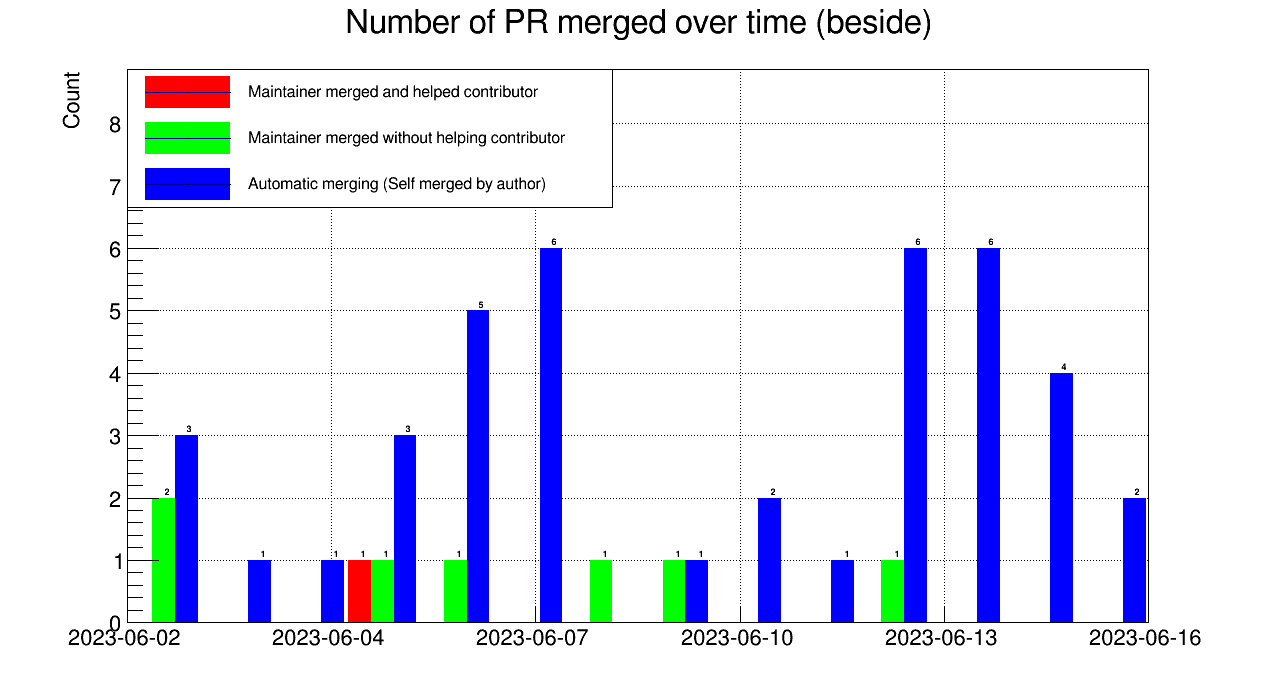 Number of PR merged over time (beside)
Count
Maintainer merged and helped contributor
Maintainer merged without helping contributor
Automatic merging (Self merged by author)
8
7
6
5
4
3
2
1
0
2 3 1 1 1 1 3 1 5 6 1 1 1 2 1 1 6 6 4 2
2023-06-02 2023-06-04 2023-06-07 2023-06-10 2023-06-13 2023-06-16